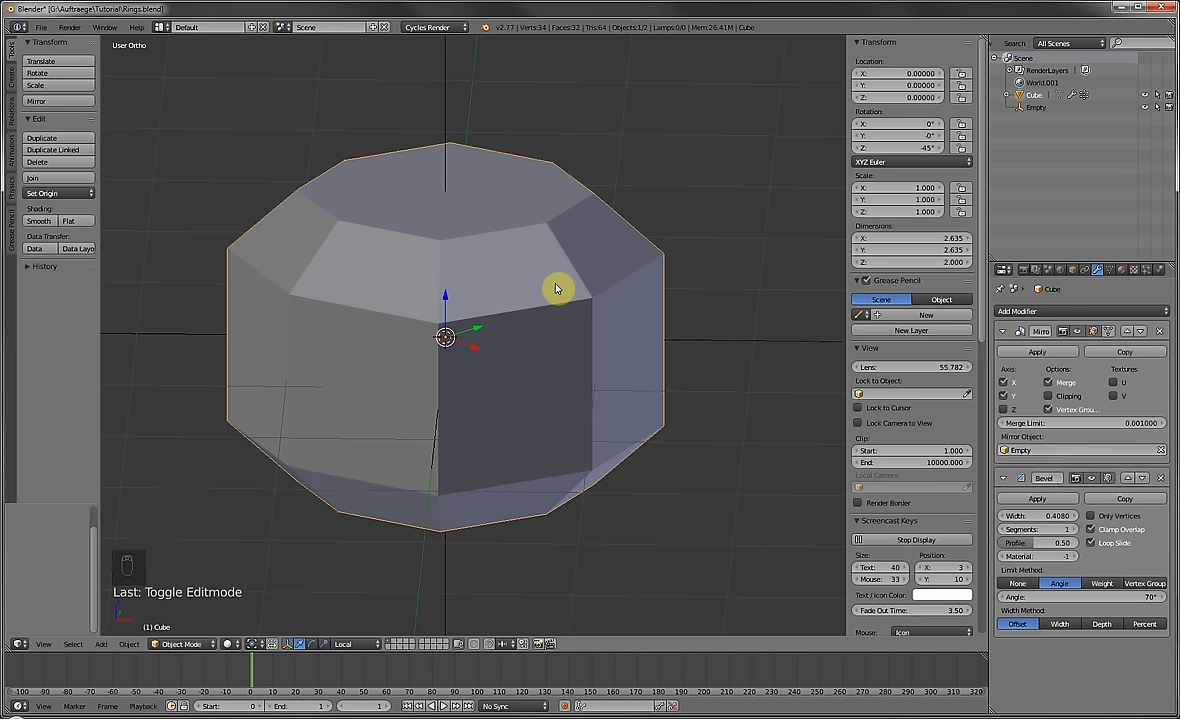 Blender* [G:\Auftraege\Tutorial\Rings.blend]
File Render Window Help Default Scene Cycles Render v2.77 | Verts:34 | Faces:32 | Tris:64 | Objects:1/2 | Lamps:0/0 | Mem:26.41M | Cube
User Ortho
Tools
Create
Relations
Animation
Physics
Grease Pencil
Transform
Translate
Rotate
Scale
Mirror
Edit
Duplicate
Duplicate Linked
Delete
Join
Set Origin
Shading:
Smooth Flat
Data Transfer:
Data Data Layo
History
Last: Toggle Editmode
(1) Cube
Transform
Location:
X: 0.00000
Y: 0.00000
Z: 0.00000
Rotation:
X: 0°
Y: -0°
Z: -45°
XYZ Euler
Scale:
X: 1.000
Y: 1.000
Z: 1.000
Dimensions:
X: 2.635
Y: 2.635
Z: 2.000
Grease Pencil
Scene Object
New
New Layer
View
Lens: 55.782
Lock to Object:
Lock to Cursor
Lock Camera to View
Clip:
Start: 1.000
End: 10000.000
Local Camera:
Render Border
Screencast Keys
Stop Display
Size: Position:
Text: 40 X: 3
Mouse: 33 Y: 10
Text/Icon Color:
Fade Out Time: 3.50
Mouse: Icon
Search All Scenes
Scene
RenderLayers
World.001
Cube
Empty
Cube
Add Modifier
Mirro
Apply Copy
Axis: Options: Textures:
X Merge U
Y Clipping V
Z Vertex Grou...
Merge Limit: 0.001000
Mirror Object:
Empty
Bevel
Apply Copy
Width: 0.4080 Only Vertices
Segments: 1 Clamp Overlap
Profile: 0.50 Loop Slide
Material: -1
Limit Method:
None Angle Weight Vertex Group
Angle: 70°
Width Method:
Offset Width Depth Percent
View Select Add Object Object Mode Local
-100 -90 -80 -70 -60 -50 -40 -30 -20 -10 0 10 20 30 40 50 60 70 80 90 100 110 120 130 140 150 160 170 180 190 200 210 220 230 240 250 260 270 280 290 300 310 320
View Marker Frame Playback Start: 0 End: 1 1 No Sync